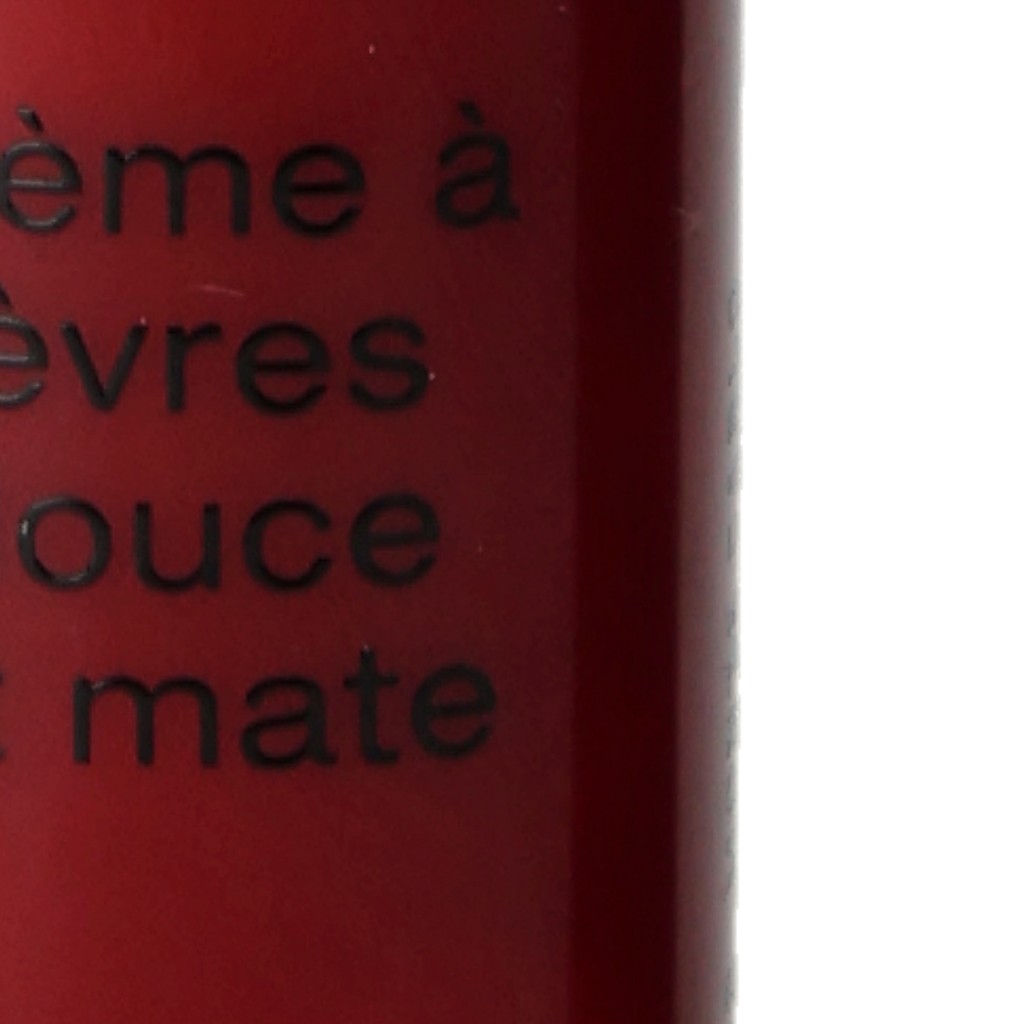 ème à
èvres
ouce
mate